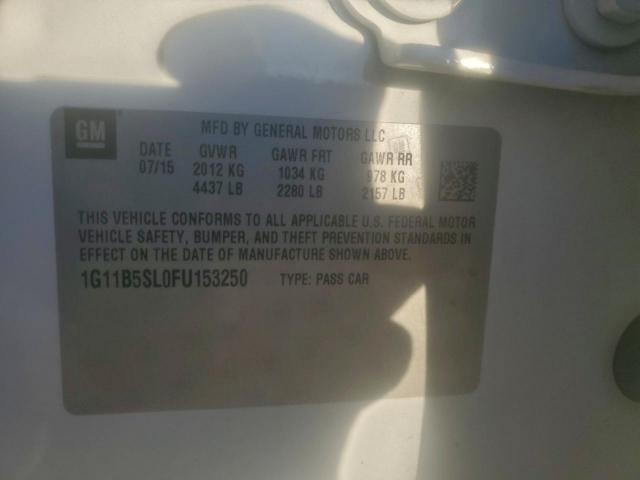 GM
MFD BY GENERAL MOTORS LLC
DATE GVWR GAWR FRT GAWR RR
07/15 2012 KG 1034 KG 978 KG
4437 LB 2280 LB 2157 LB
THIS VEHICLE CONFORMS TO ALL APPLICABLE U.S. FEDERAL MOTOR
VEHICLE SAFETY, BUMPER, AND THEFT PREVENTION STANDARDS
IN EFFECT ON THE DATE OF MANUFACTURE SHOWN ABOVE.
1G11B5SL0FU153250 TYPE: PASS CAR